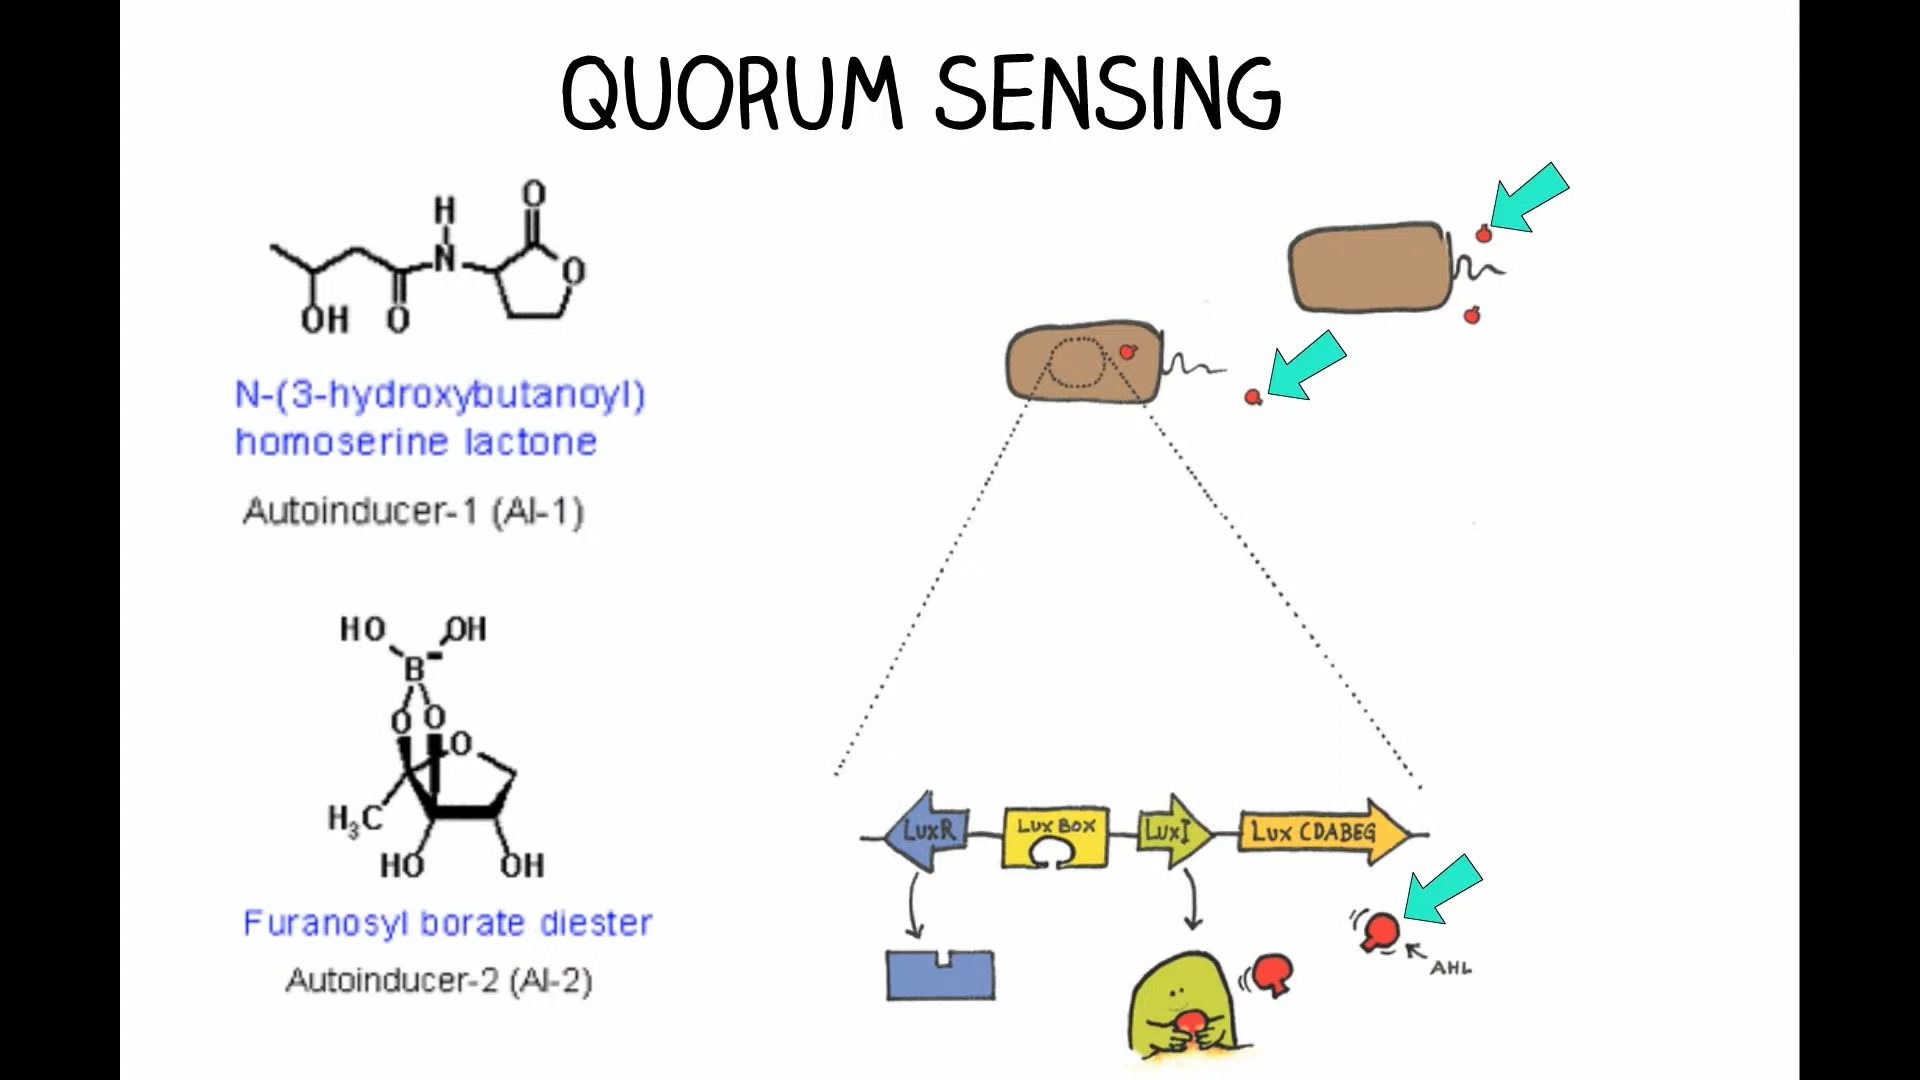 QUORUM SENSING
H
O
N
O
OH
O
N-(3-hydroxybutanoyl)
homoserine lactone
Autoinducer-1 (AI-1)
HO
OH
B-
O
O
O
H3C
HO
OH
Furanosyl borate diester
Autoinducer-2 (AI-2)
LuxR
Lux Box
LuxI
Lux CDABEG
AHL